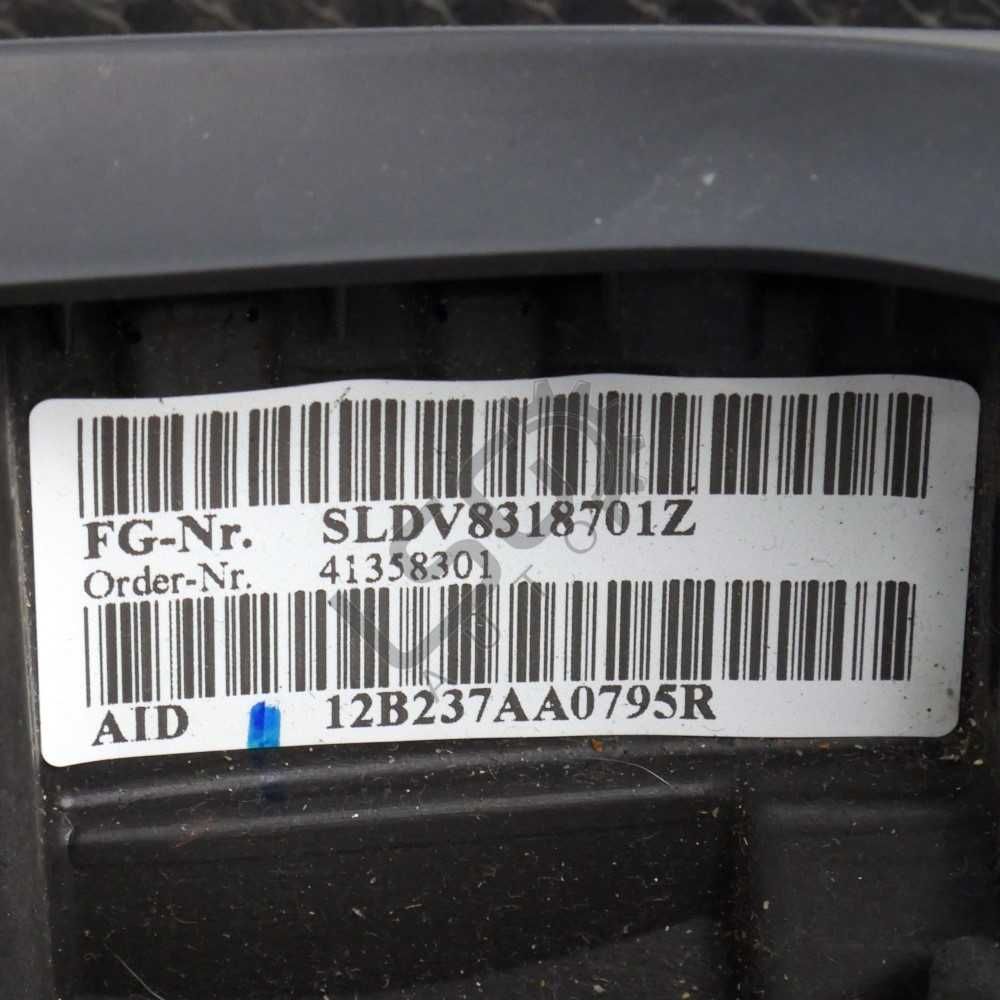 FG-Nr. SLDV8318701Z
Order-Nr. 41358301
AID 12B237AA0795R